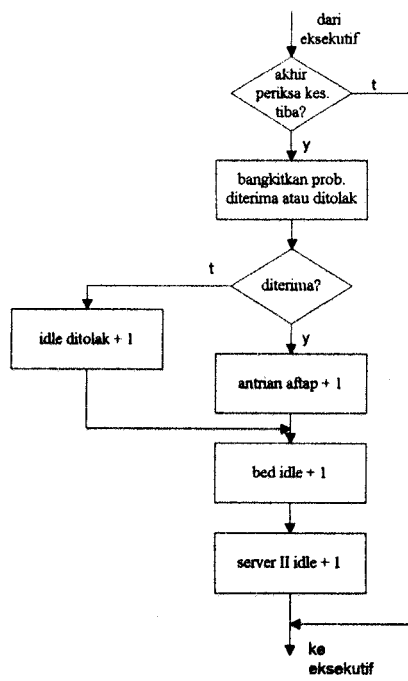 dari
eksekutif
akhir
periksa kes.
tiba?
t
y
bangkitkan prob.
diterima atau ditolak
t
diterima?
y
idle ditolak + 1
antrian aftap + 1
bed idle + 1
server II idle + 1
ke
eksekutif